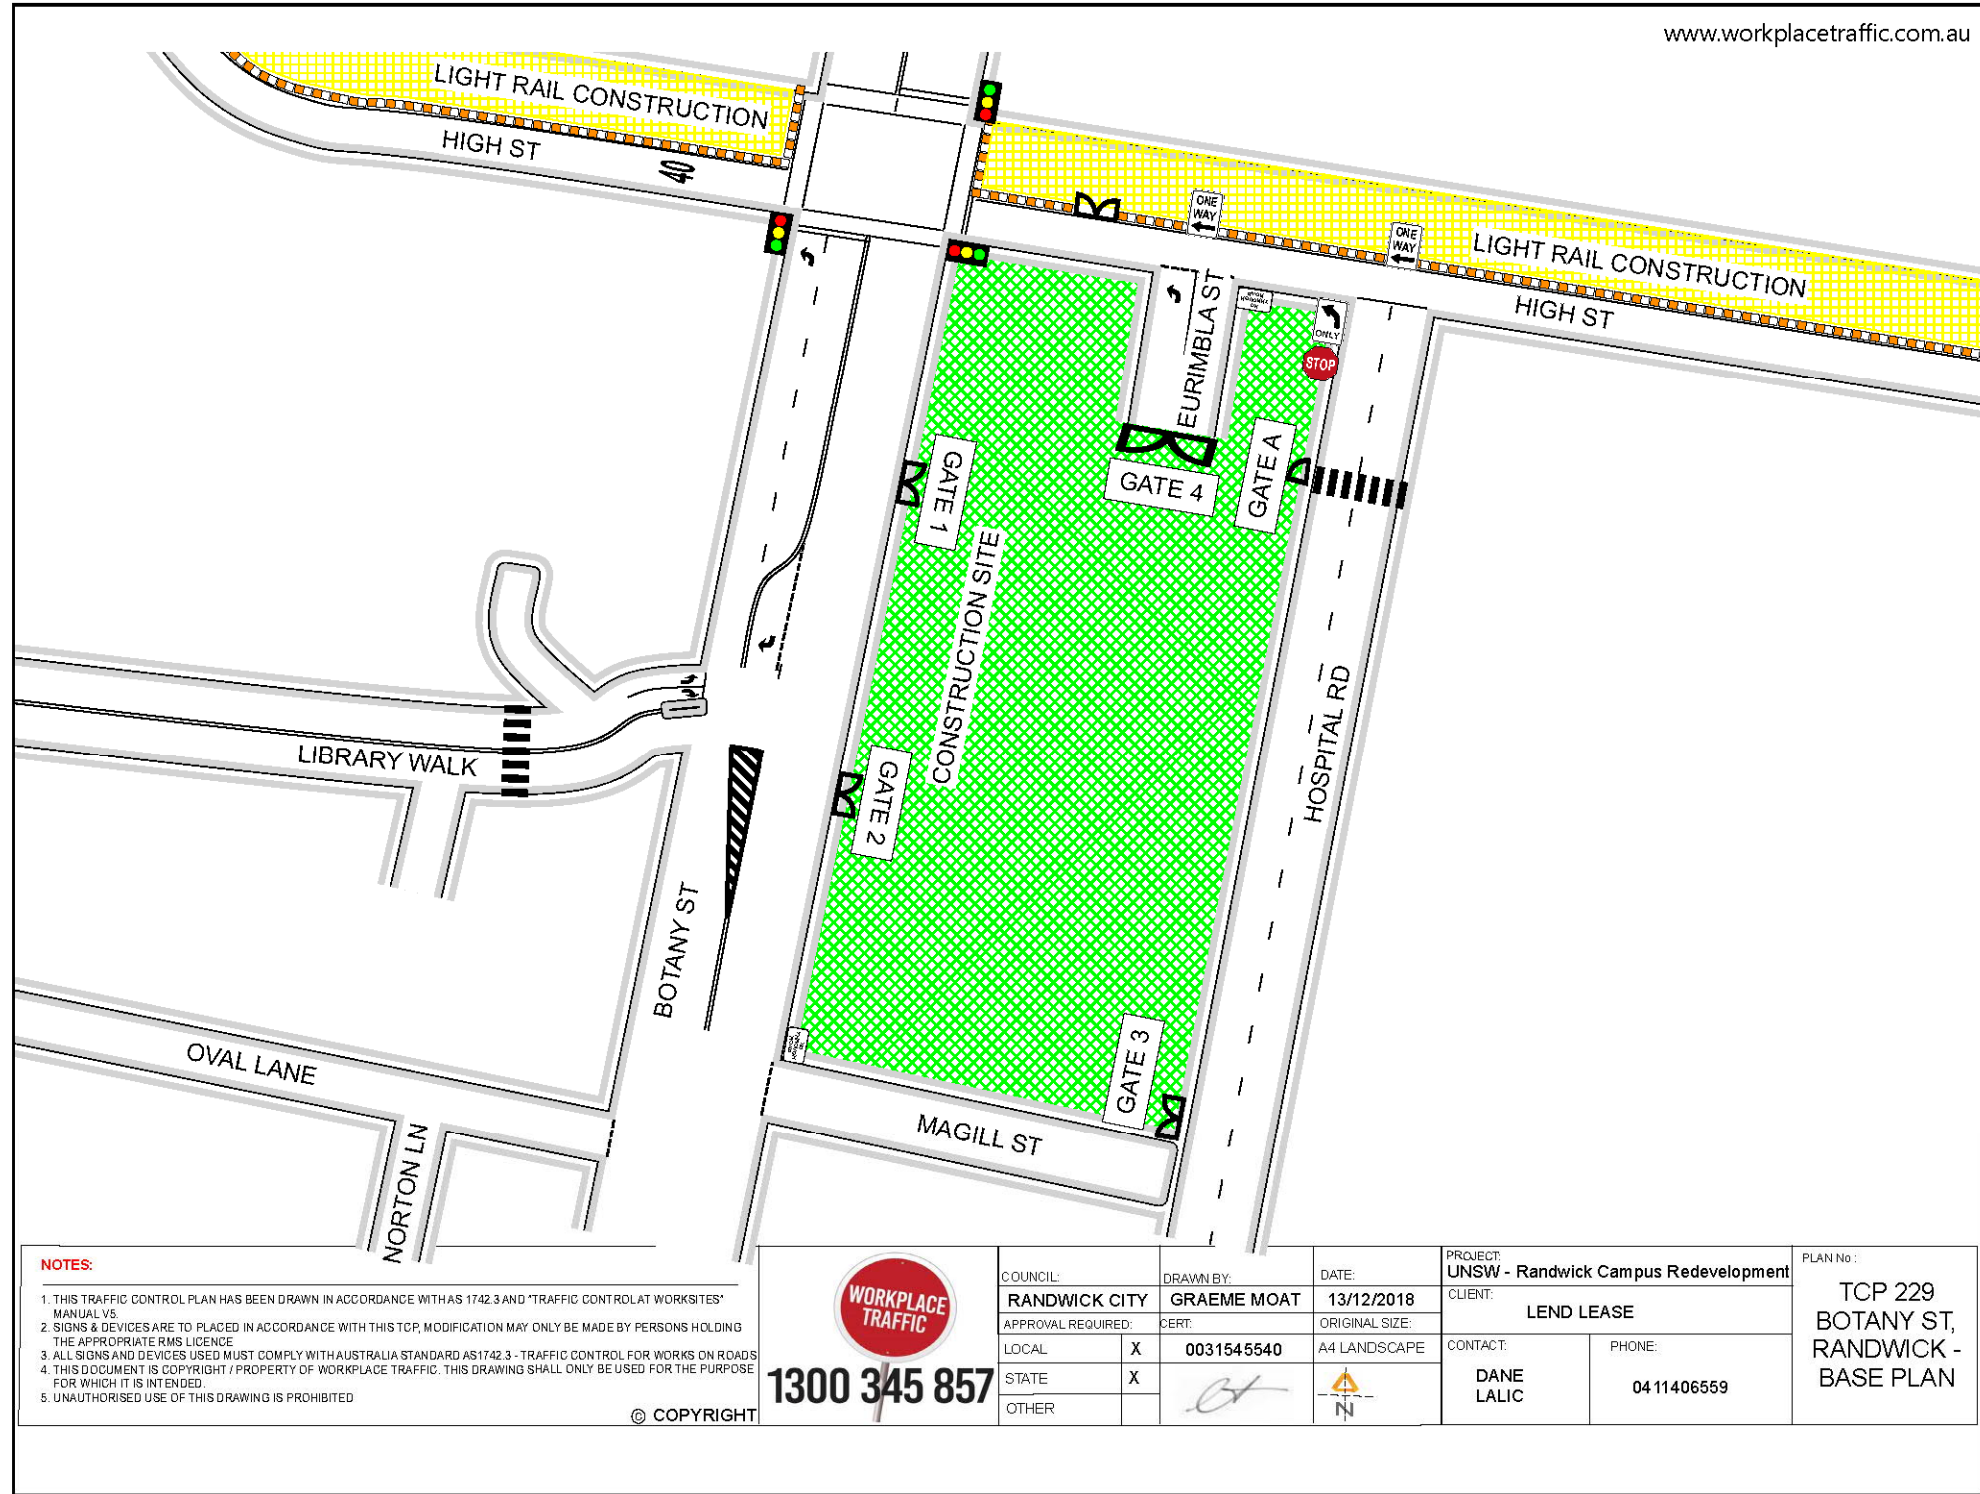 www.workplacetraffic.com.au
LIGHT RAIL CONSTRUCTION
HIGH ST
40
ONE
WAY
ONE
WAY
LIGHT RAIL CONSTRUCTION
HIGH ST
EURIMBLA ST
ONLY
STOP
GATE 1
GATE 4
GATE A
CONSTRUCTION SITE
HOSPITAL RD
LIBRARY WALK
GATE 2
BOTANY ST
OVAL LANE
GATE 3
MAGILL ST
NORTON LN
NOTES:
1. THIS TRAFFIC CONTROL PLAN HAS BEEN DRAWN IN ACCORDANCE WITH AS 1742.3 AND "TRAFFIC CONTROL AT WORKSITES"
MANUAL V5.
2. SIGNS & DEVICES ARE TO PLACED IN ACCORDANCE WITH THIS TCP, MODIFICATION MAY ONLY BE MADE BY PERSONS HOLDING
THE APPROPRIATE RMS LICENCE
3. ALL SIGNS AND DEVICES USED MUST COMPLY WITH AUSTRALIA STANDARD AS1742.3 - TRAFFIC CONTROL FOR WORKS ON ROADS
4. THIS DOCUMENT IS COPYRIGHT / PROPERTY OF WORKPLACE TRAFFIC. THIS DRAWING SHALL ONLY BE USED FOR THE PURPOSE
FOR WHICH IT IS INTENDED.
5. UNAUTHORISED USE OF THIS DRAWING IS PROHIBITED
© COPYRIGHT
WORKPLACE
TRAFFIC
1300 345 857
COUNCIL:
RANDWICK CITY
APPROVAL REQUIRED:
LOCAL X
STATE X
OTHER
DRAWN BY:
GRAEME MOAT
CERT:
0031545540
DATE:
13/12/2018
ORIGINAL SIZE:
A4 LANDSCAPE
N
PROJECT:
UNSW - Randwick Campus Redevelopment
CLIENT:
LEND LEASE
CONTACT:
DANE
LALIC
PHONE:
0411406559
PLAN No :
TCP 229
BOTANY ST,
RANDWICK -
BASE PLAN